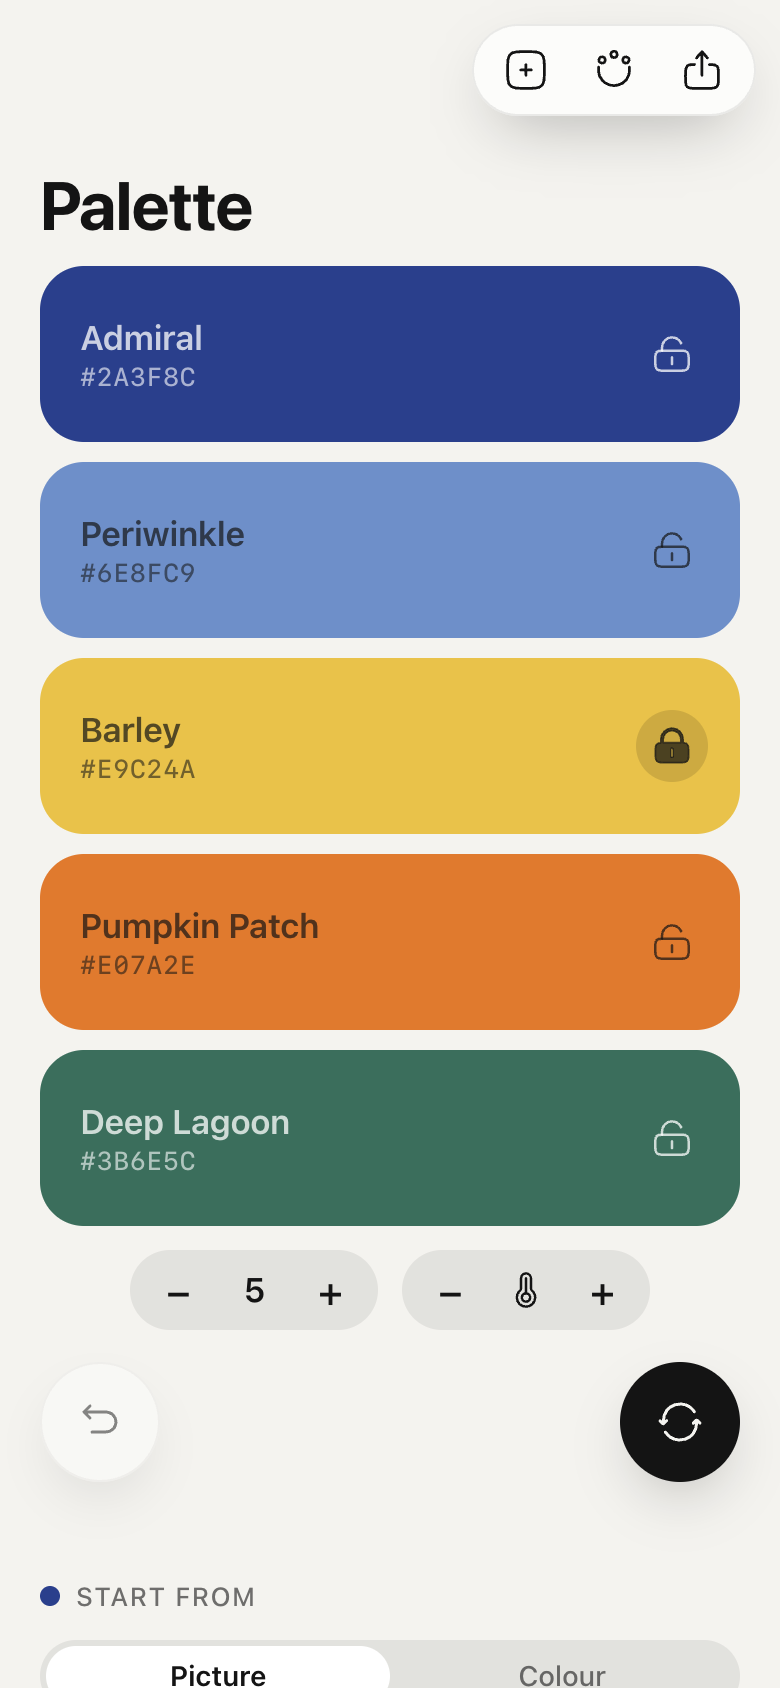 Palette
Admiral
#2A3F8C
Periwinkle
#6E8FC9
Barley
#E9C24A
Pumpkin Patch
#E07A2E
Deep Lagoon
#3B6E5C
− 5 + − +
START FROM
Picture Colour